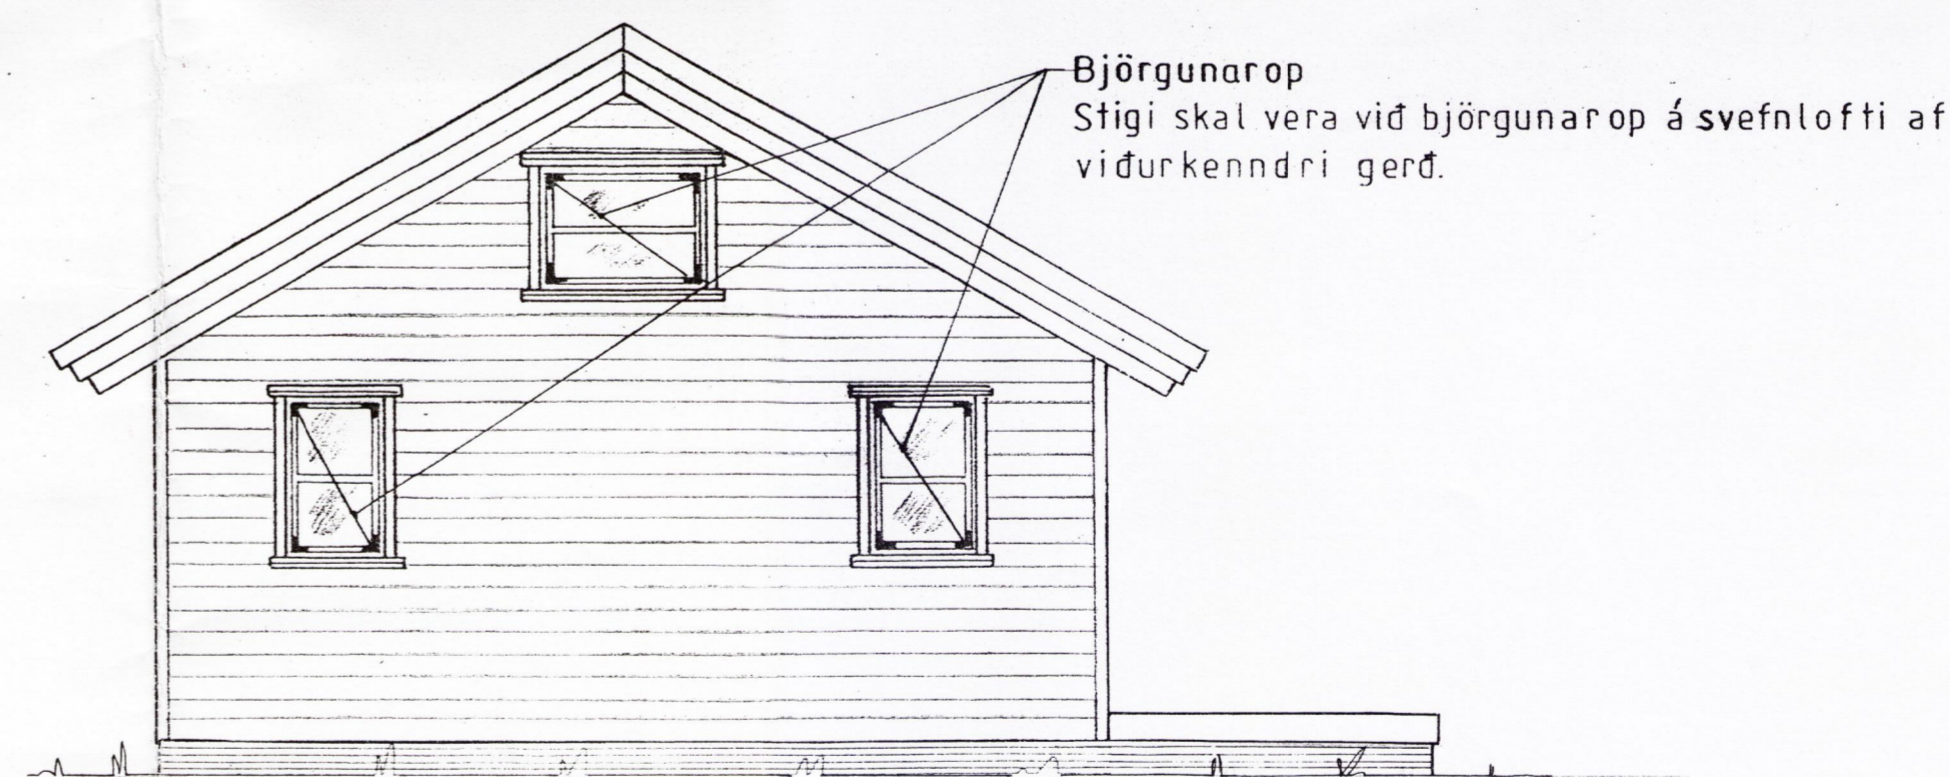 Björgunarop
Stigi skal vera við björgunarop á svefnlofti af
viðurkenndri gerð.